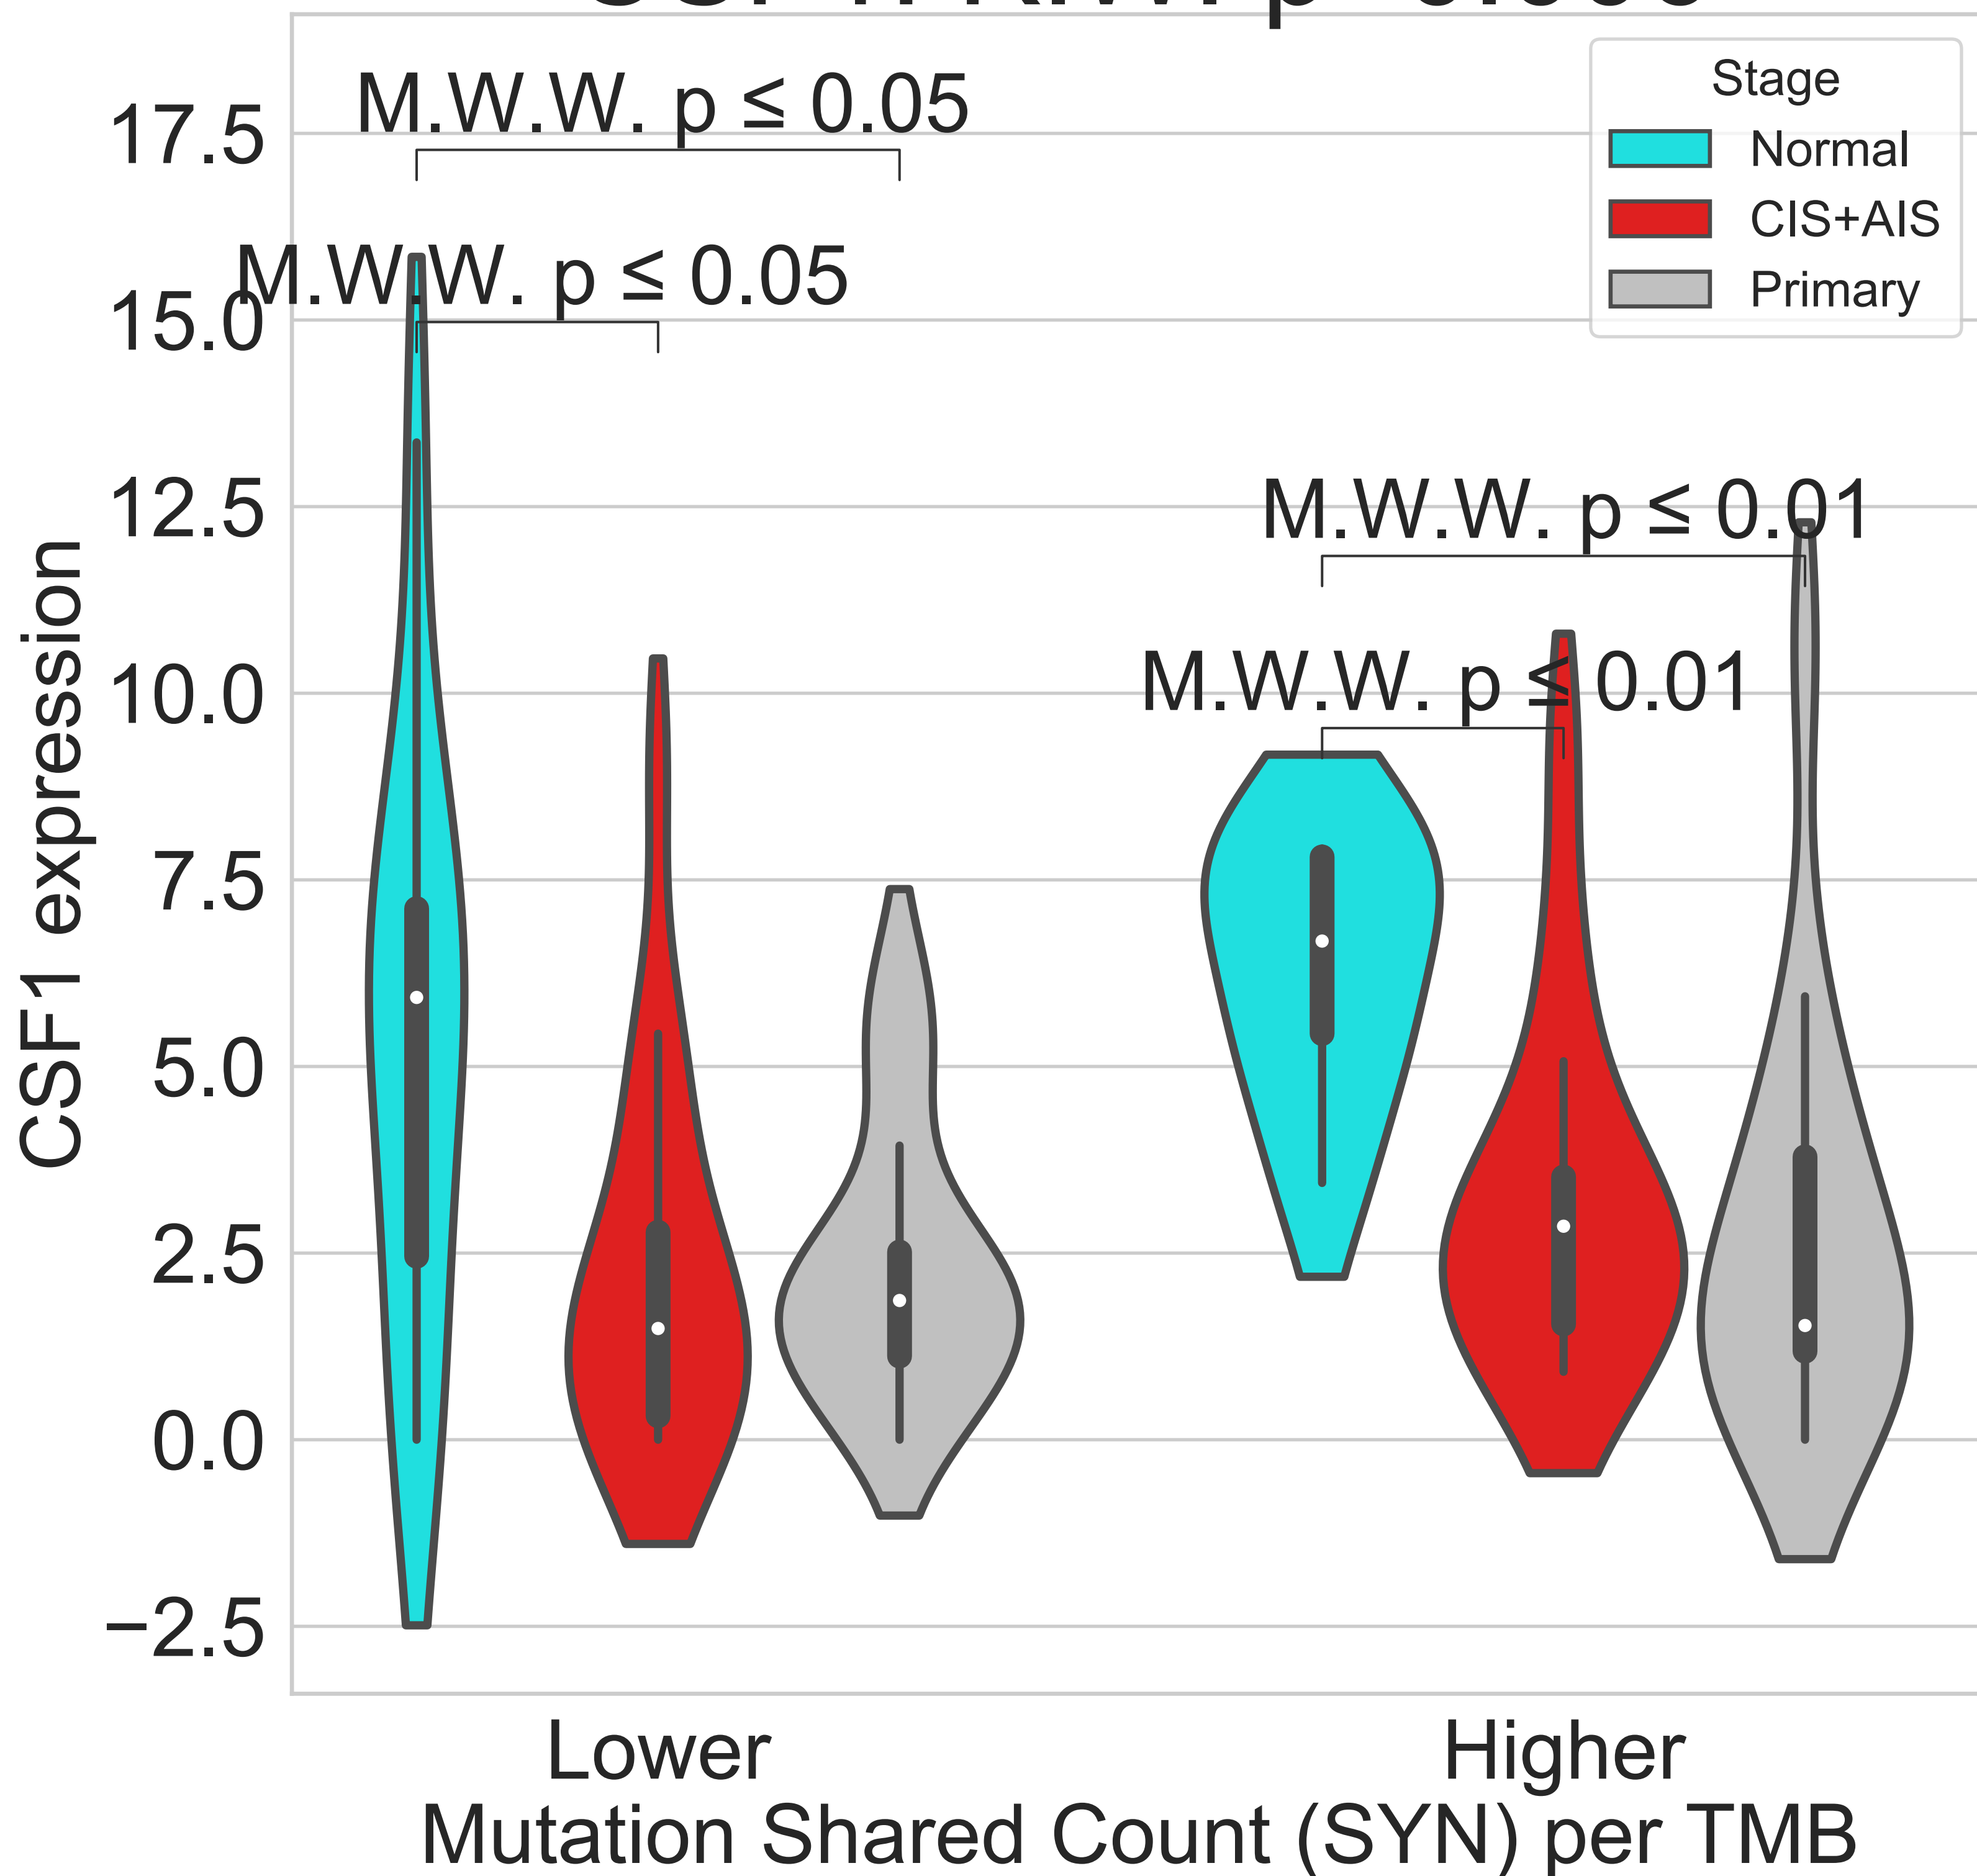 Stage
Normal
CIS+AIS
Primary
M.W.W. p ≤ 0.05
M.W.W. p ≤ 0.05
M.W.W. p ≤ 0.01
M.W.W. p ≤ 0.01
CSF1 expression
17.5
15.0
12.5
10.0
7.5
5.0
2.5
0.0
−2.5
Lower
Higher
Mutation Shared Count (SYN) per TMB